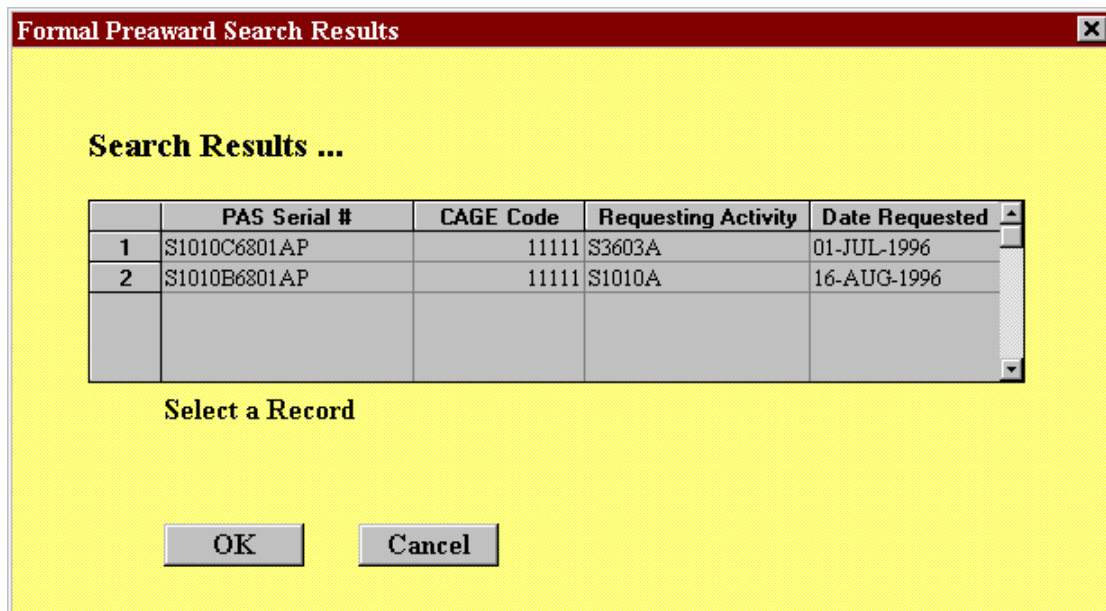 Formal Preaward Search Results
Search Results ...
PAS Serial # CAGE Code Requesting Activity Date Requested
1 S1010C6801AP 11111 S3603A 01-JUL-1996
2 S1010B6801AP 11111 S1010A 16-AUG-1996
Select a Record
OK Cancel